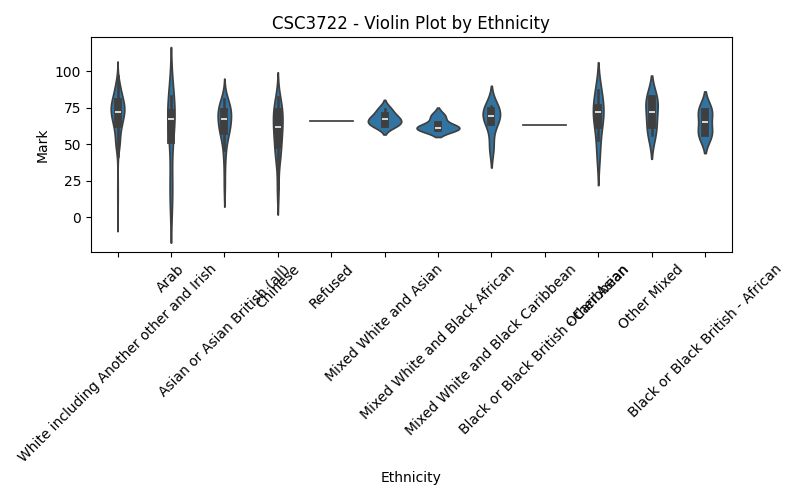 CSC3722 - Violin Plot by Ethnicity
100
75
50
25
0
Mark
White including Another other and Irish
Arab
Asian or Asian British (all)
Chinese
Refused
Mixed White and Asian
Mixed White and Black African
Mixed White and Black Caribbean
Black or Black British - Caribbean
Other Asian
Other Mixed
Black or Black British - African
Ethnicity